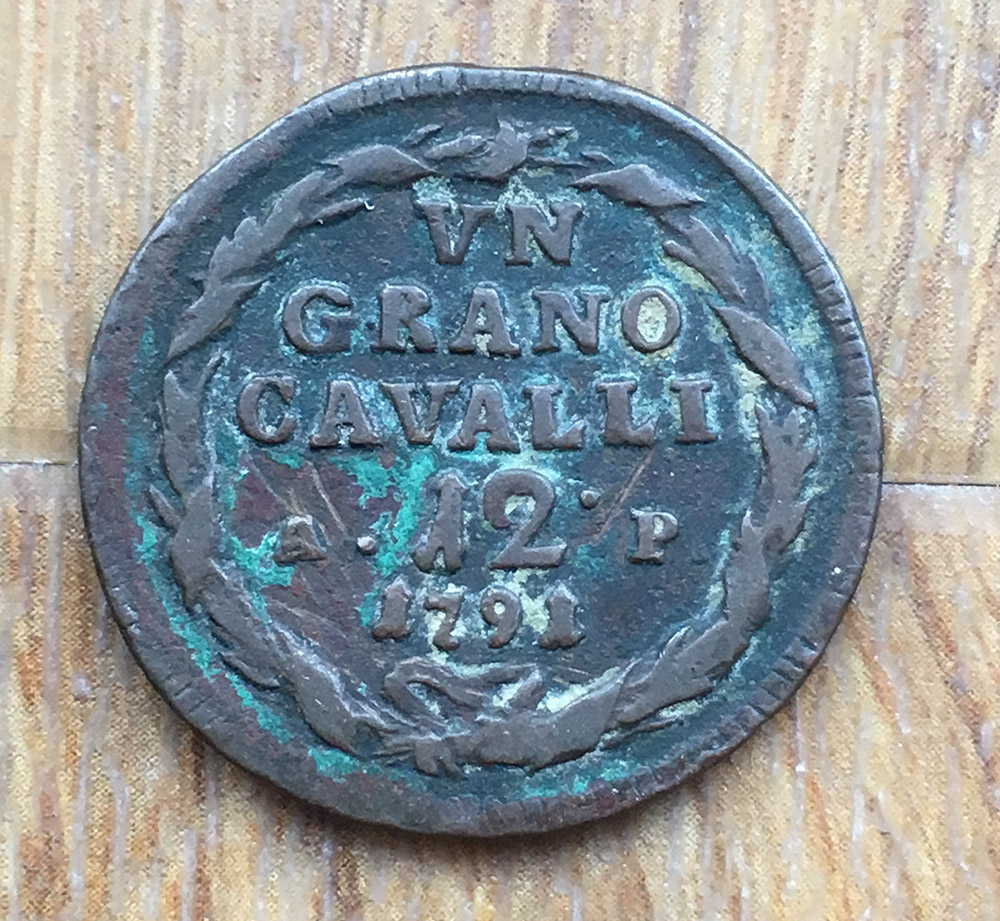 VN
GRANO
CAVALLI
A · 12 · P
1791